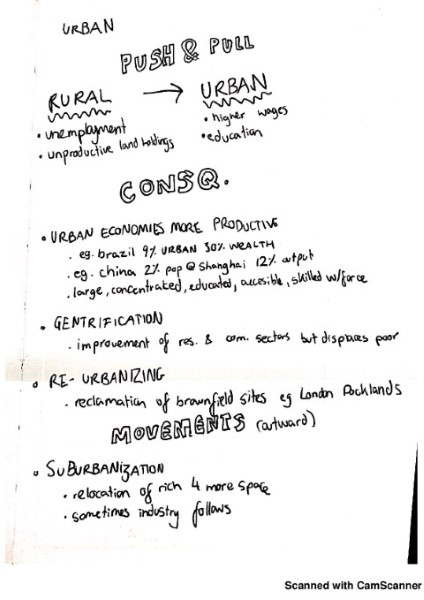 URBAN
PUSH & PULL
RURAL → URBAN
• unemployment
• unproductive land holdings
• higher wages
• education
CONSQ.
• URBAN ECONOMIES MORE PRODUCTIVE
• eg. brazil 9% URBAN 30% WEALTH
• eg. china 2% pop @ Shanghai 12% output
• large, concentrated, educated, accesible, skilled w/force
• GENTRIFICATION
• improvement of res. & com. sectors but displaces poor
• RE-URBANIZING
• reclamation of brownfield sites eg London Docklands
MOVEMENTS (outward)
• SUBURBANIZATION
• relocation of rich 4 more space
• sometimes industry follows
Scanned with CamScanner